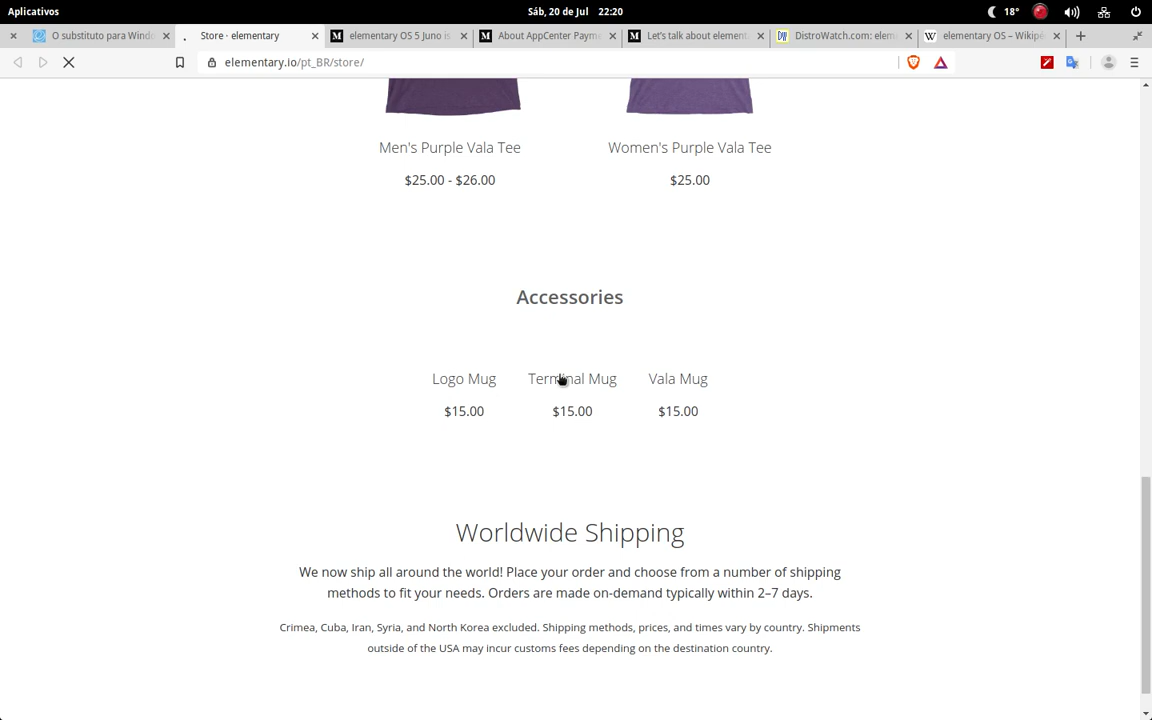 Aplicativos
Sáb, 20 de Jul 22:20
18°
O substituto para Windo
Store · elementary
elementary OS 5 Juno is
About AppCenter Payme
Let's talk about element
DistroWatch.com: elem
elementary OS – Wikipé
elementary.io/pt_BR/store/
Men's Purple Vala Tee
$25.00 - $26.00
Women's Purple Vala Tee
$25.00
Accessories
Logo Mug
$15.00
Terminal Mug
$15.00
Vala Mug
$15.00
Worldwide Shipping
We now ship all around the world! Place your order and choose from a number of shipping
methods to fit your needs. Orders are made on-demand typically within 2–7 days.
Crimea, Cuba, Iran, Syria, and North Korea excluded. Shipping methods, prices, and times vary by country. Shipments
outside of the USA may incur customs fees depending on the destination country.